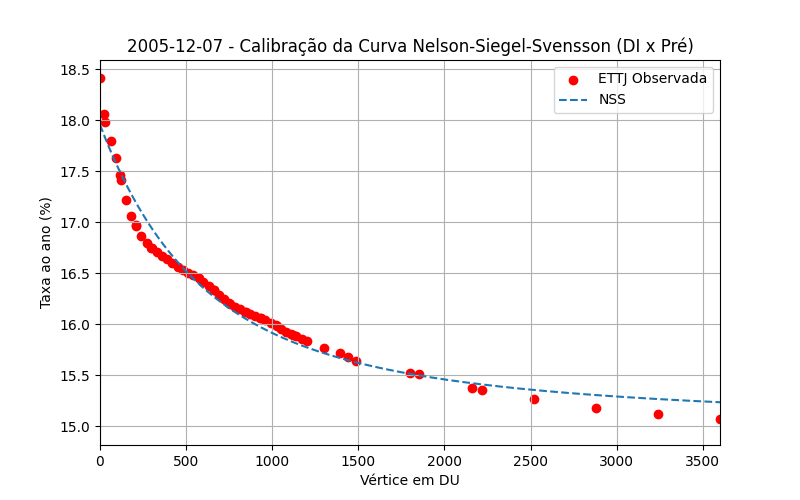 2005-12-07 - Calibração da Curva Nelson-Siegel-Svensson (DI x Pré)
ETTJ Observada
NSS
Taxa ao ano (%)
18.5
18.0
17.5
17.0
16.5
16.0
15.5
15.0
0 500 1000 1500 2000 2500 3000 3500
Vértice em DU